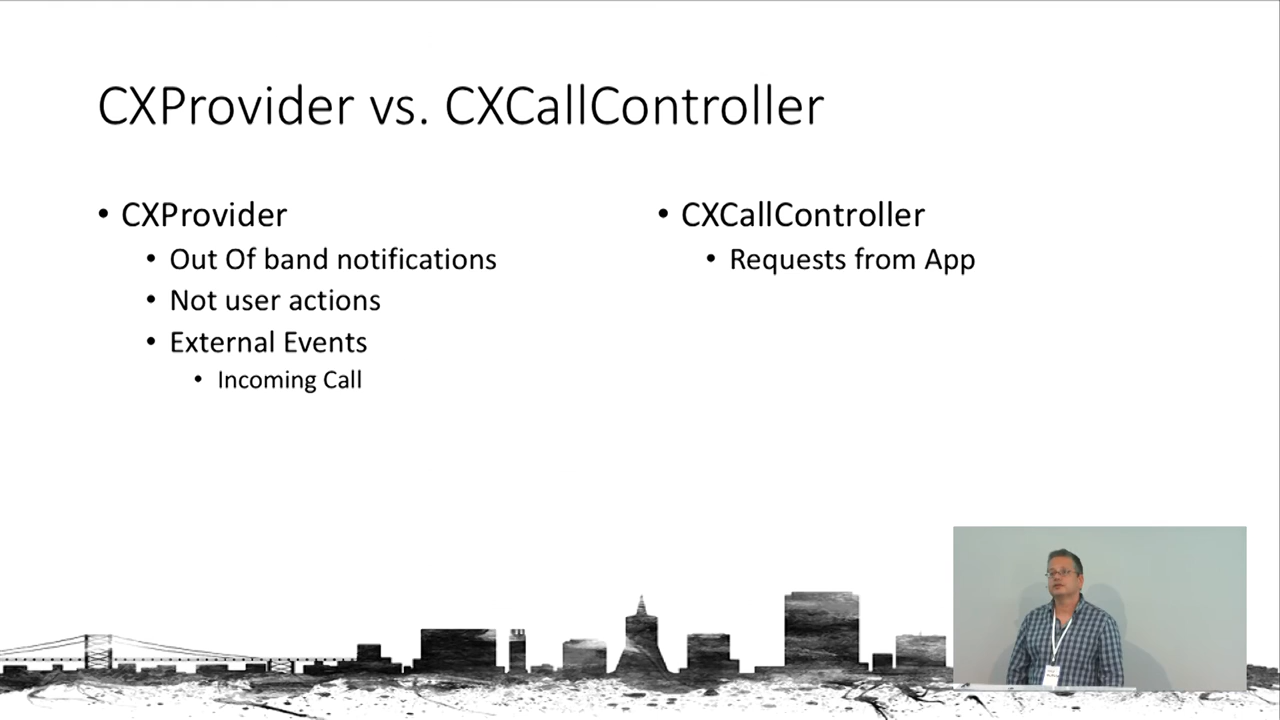 CXProvider vs. CXCallController
• CXProvider
• Out Of band notifications
• Not user actions
• External Events
• Incoming Call
• CXCallController
• Requests from App